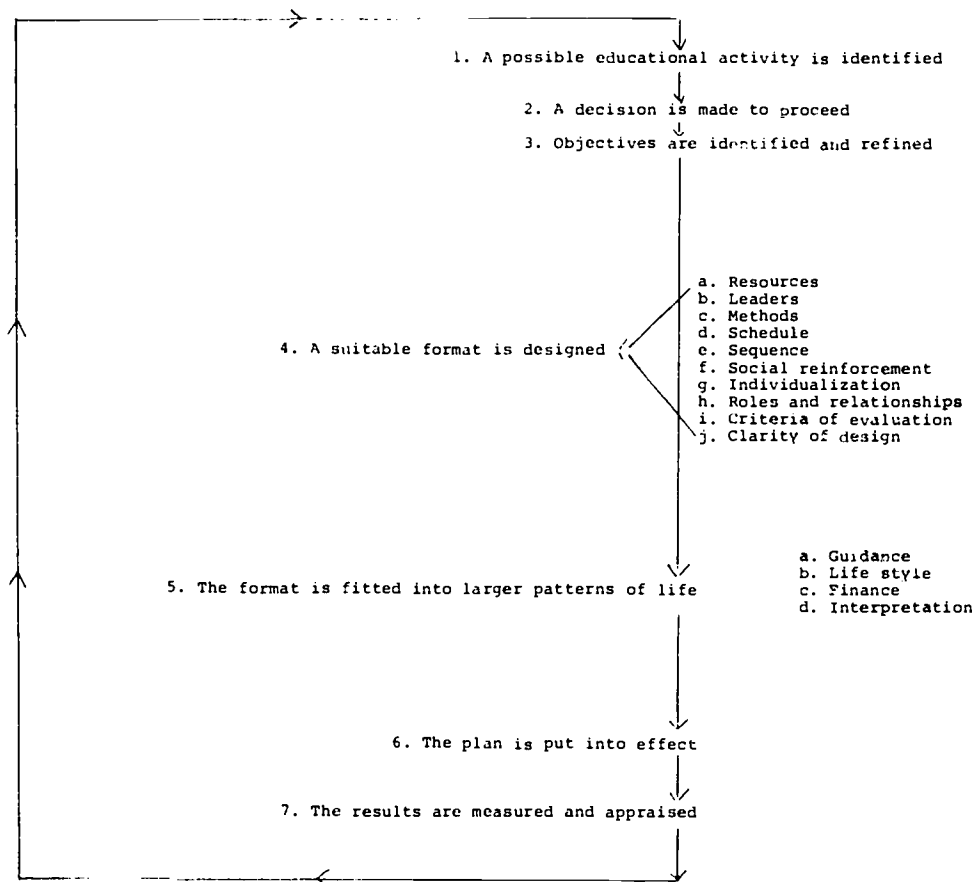 1. A possible educational activity is identified
2. A decision is made to proceed
3. Objectives are identified and refined
a. Resources
b. Leaders
c. Methods
d. Schedule
4. A suitable format is designed
e. Sequence
f. Social reinforcement
g. Individualization
h. Roles and relationships
i. Criteria of evaluation
j. Clarity of design
a. Guidance
b. Life style
5. The format is fitted into larger patterns of life
c. Finance
d. Interpretation
6. The plan is put into effect
7. The results are measured and appraised